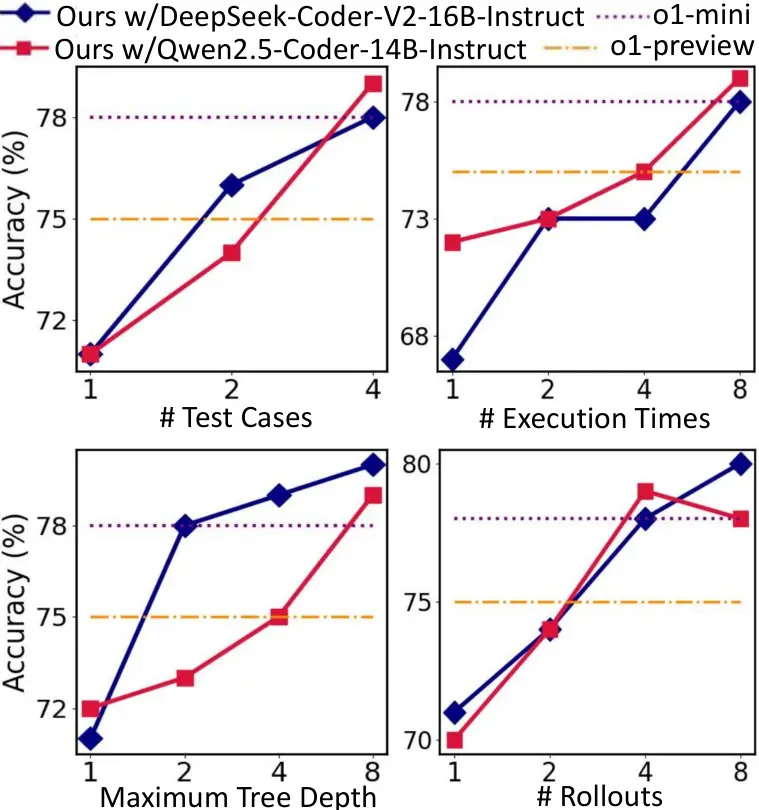 Ours w/DeepSeek-Coder-V2-16B-Instruct o1-mini
Ours w/Qwen2.5-Coder-14B-Instruct o1-preview
Accuracy (%)
78
75
72
1 2 4
# Test Cases
78
73
68
1 2 4 8
# Execution Times
Accuracy (%)
78
75
72
1 2 4 8
Maximum Tree Depth
80
75
70
1 2 4 8
# Rollouts